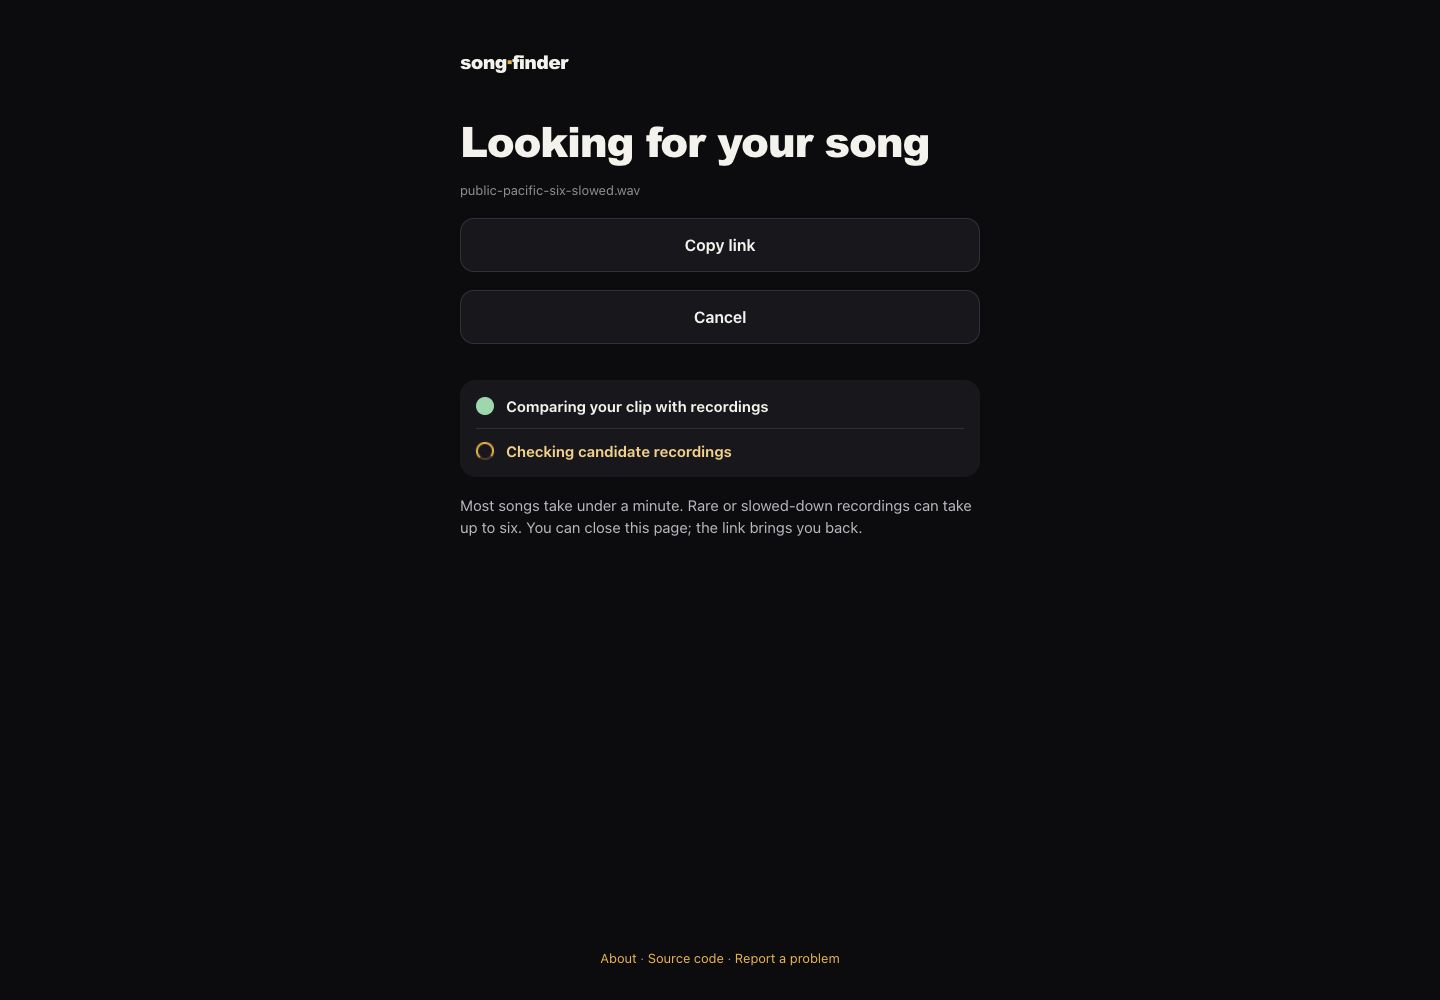 song·finder
Looking for your song
public-pacific-six-slowed.wav
Copy link
Cancel
Comparing your clip with recordings
Checking candidate recordings
Most songs take under a minute. Rare or slowed-down recordings can take
up to six. You can close this page; the link brings you back.
About · Source code · Report a problem